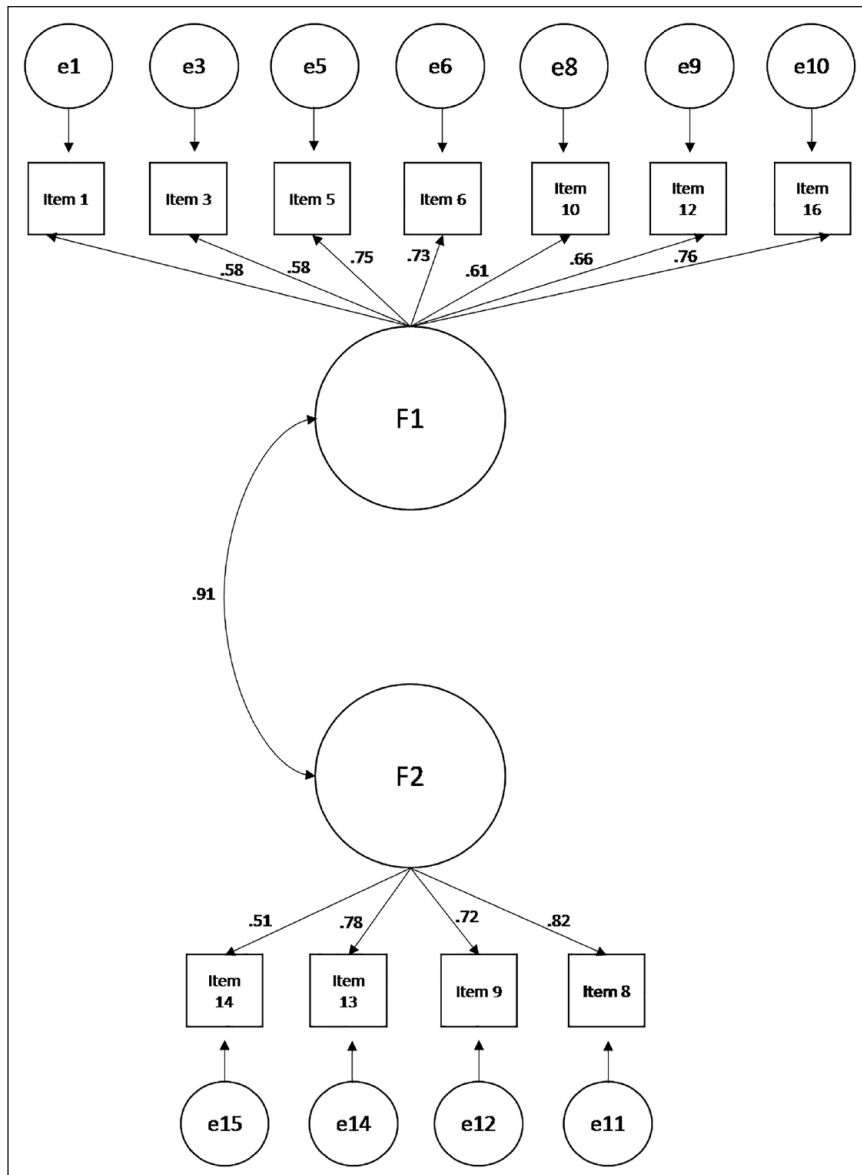 e1
e3
e5
e6
e8
e9
e10
Item 1
Item 3
Item 5
Item 6
Item
10
Item
12
Item
16
.58
.58
.75
.73
.61
.66
.76
F1
.91
F2
.51
.78
.72
.82
Item
14
Item
13
Item 9
Item 8
e15
e14
e12
e11